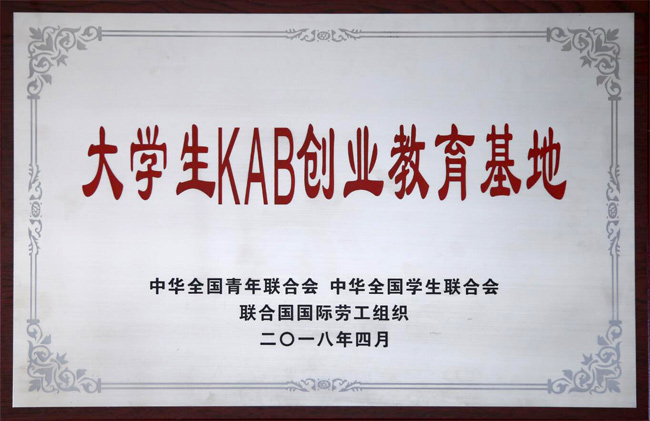 大学生KAB创业教育基地
中华全国青年联合会 中华全国学生联合会
联合国国际劳工组织
二〇一八年四月